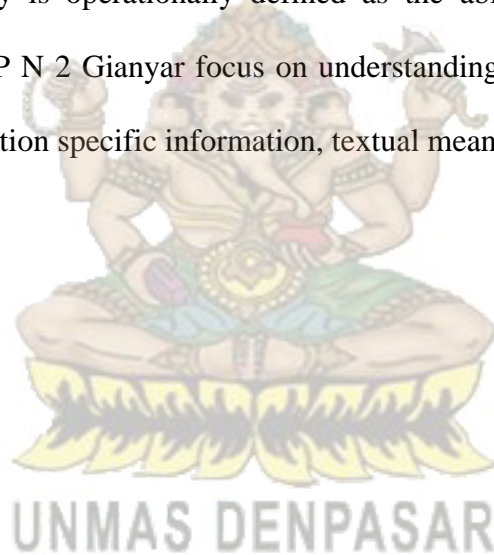 y is operationally defined as the abi
P N 2 Gianyar focus on understanding
tion specific information, textual mean
UNMAS DENPASAR